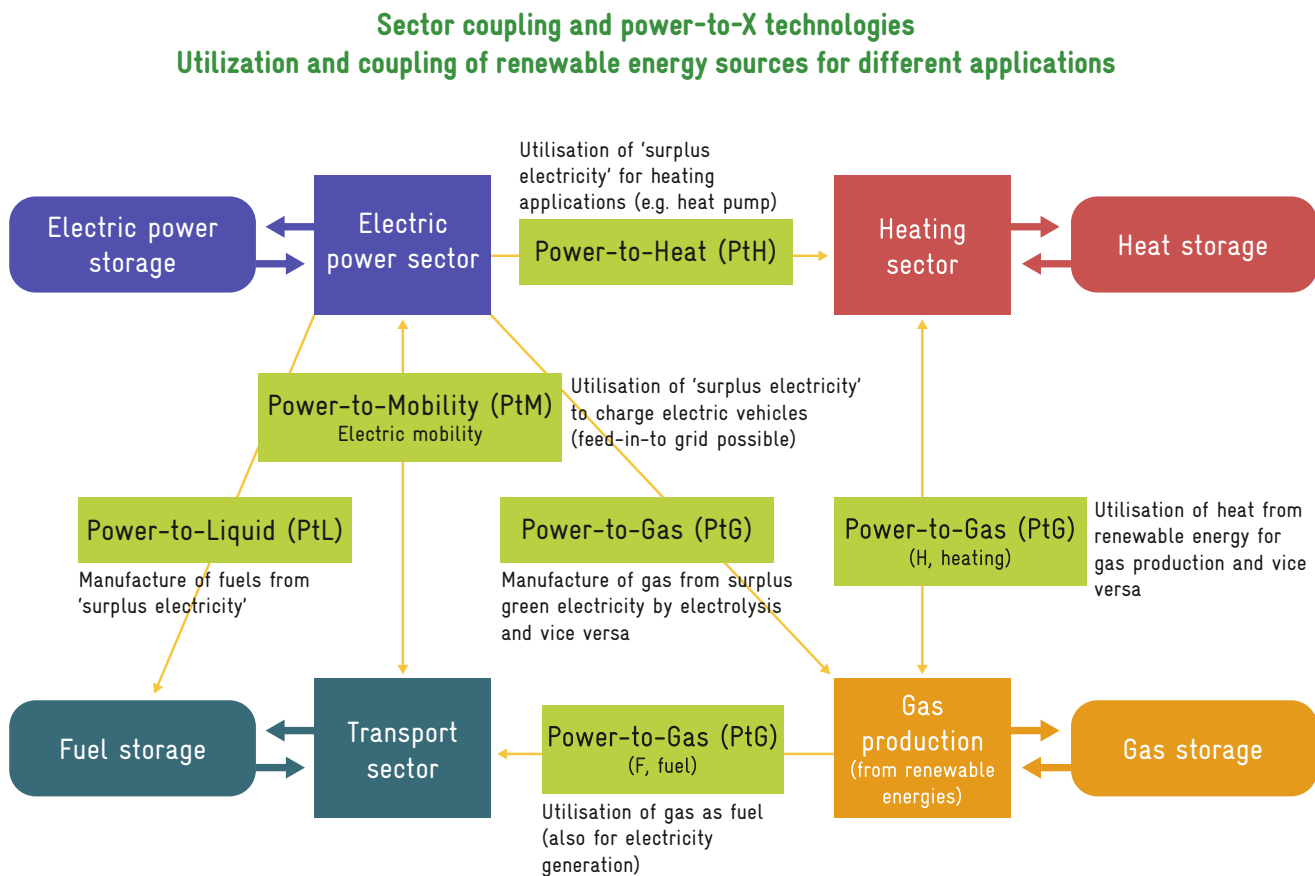 Sector coupling and power-to-X technologies
Utilization and coupling of renewable energy sources for different applications
Utilisation of ‘surplus
electricity’ for heating
applications (e.g. heat pump)
Electric power
storage
Electric
power sector
Power-to-Heat (PtH)
Heating
sector
Heat storage
Power-to-Mobility (PtM)
Electric mobility
Utilisation of ‘surplus electricity’
to charge electric vehicles
(feed-in-to grid possible)
Power-to-Liquid (PtL)
Manufacture of fuels from
‘surplus electricity’
Power-to-Gas (PtG)
Manufacture of gas from surplus
green electricity by electrolysis
and vice versa
Power-to-Gas (PtG)
(H, heating)
Utilisation of heat from
renewable energy for
gas production and vice
versa
Fuel storage
Transport
sector
Power-to-Gas (PtG)
(F, fuel)
Utilisation of gas as fuel
(also for electricity
generation)
Gas
production
(from renewable
energies)
Gas storage